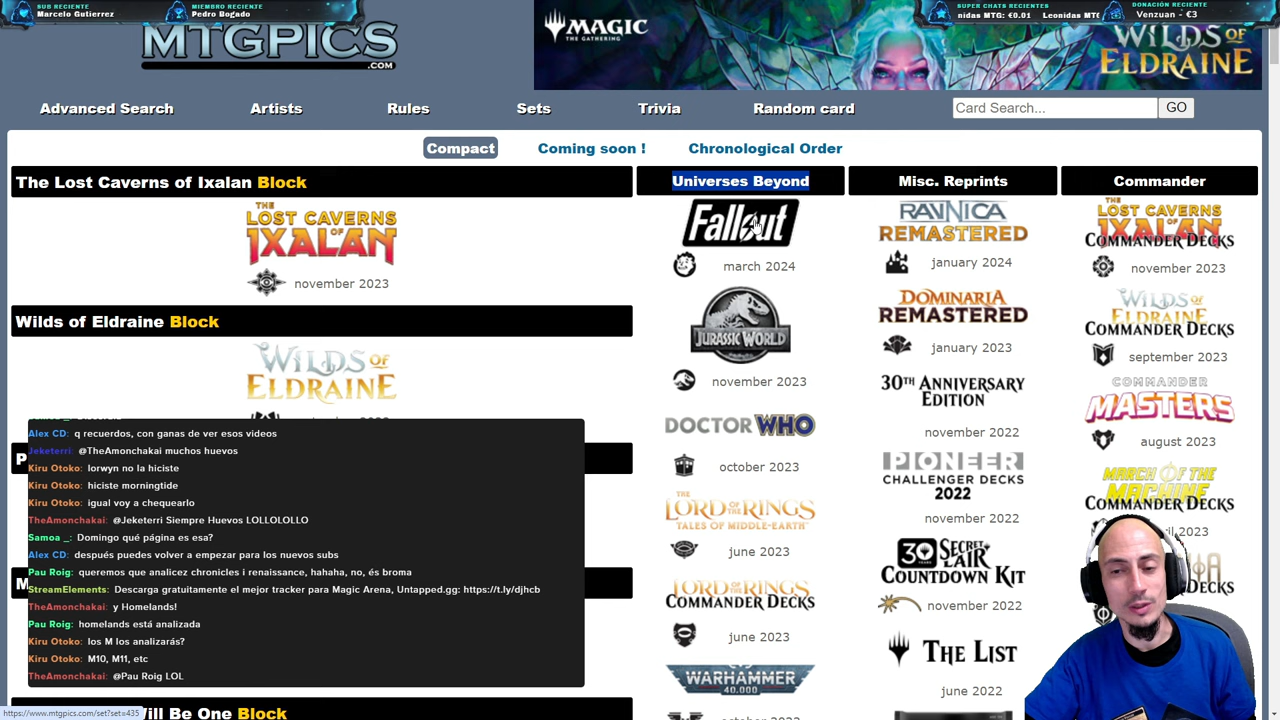 SUB RECIENTE
Marcelo Gutierrez
MIEMBRO RECIENTE
Pedro Bogado
SUPER CHATS RECIENTES
nidas MTG: €0.01 Leonidas MTG
DONACIÓN RECIENTE
Venzuan - €3
MTGPICS
.COM
MAGIC
THE GATHERING
WILDS OF
ELDRAINE
Advanced Search
Artists
Rules
Sets
Trivia
Random card
Card Search...
GO
Compact
Coming soon !
Chronological Order
The Lost Caverns of Ixalan Block
THE
LOST CAVERNS
OF
IXALAN
november 2023
Wilds of Eldraine Block
WILDS OF
ELDRAINE
Universes Beyond
Fallout
march 2024
JURASSIC WORLD
november 2023
DOCTOR WHO
october 2023
THE
LORD OF THE RINGS
TALES OF MIDDLE-EARTH
june 2023
THE
LORD OF THE RINGS
COMMANDER DECKS
june 2023
WARHAMMER
40,000
october 2022
Misc. Reprints
RAVNICA
REMASTERED
january 2024
DOMINARIA
REMASTERED
january 2023
30TH ANNIVERSARY
EDITION
november 2022
PIONEER
CHALLENGER DECKS
2022
november 2022
30 SECRET
LAIR
COUNTDOWN KIT
november 2022
THE LIST
june 2022
Commander
THE
LOST CAVERNS
OF
IXALAN
COMMANDER DECKS
november 2023
WILDS OF
ELDRAINE
COMMANDER DECKS
september 2023
COMMANDER
MASTERS
august 2023
MARCH OF THE
MACHINE
COMMANDER DECKS
april 2023
Alex CD: q recuerdos, con ganas de ver esos videos
Jeketerri: @TheAmonchakai muchos huevos
Kiru Otoko: lorwyn no la hiciste
Kiru Otoko: hiciste morningtide
Kiru Otoko: igual voy a chequearlo
TheAmonchakai: @Jeketerri Siempre Huevos LOLLOLOLLO
Samoa _: Domingo qué página es esa?
Alex CD: después puedes volver a empezar para los nuevos subs
Pau Roig: queremos que analicez chronicles i renaissance, hahaha, no, és broma
StreamElements: Descarga gratuitamente el mejor tracker para Magic Arena, Untapped.gg: https://t.ly/djhcb
TheAmonchakai: y Homelands!
Pau Roig: homelands está analizada
Kiru Otoko: los M los analizarás?
Kiru Otoko: M10, M11, etc
TheAmonchakai: @Pau Roig LOL
Will Be One Block
https://www.mtgpics.com/set?set=435